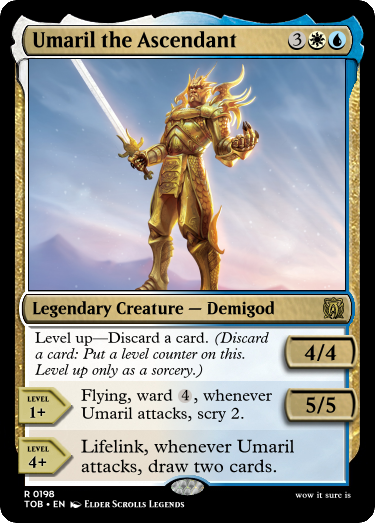 Umaril the Ascendant 3
Legendary Creature — Demigod
Level up—Discard a card. (Discard
a card: Put a level counter on this.
Level up only as a sorcery.)
4/4
LEVEL
1+
Flying, ward 4, whenever
Umaril attacks, scry 2.
5/5
LEVEL
4+
Lifelink, whenever Umaril
attacks, draw two cards.
R 0198
TOB • EN Elder Scrolls Legends
wow it sure is